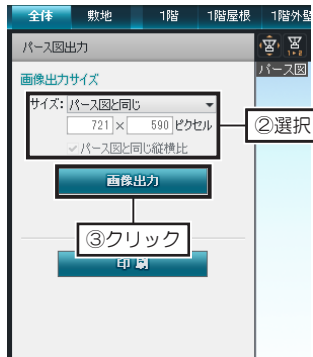 全体 敷地 1階 1階屋根 1階外壁
パース図出力
パース図
画像出力サイズ
サイズ: パース図と同じ
721 × 590 ピクセル
②選択
パース図と同じ縦横比
画像出力
③クリック
印刷